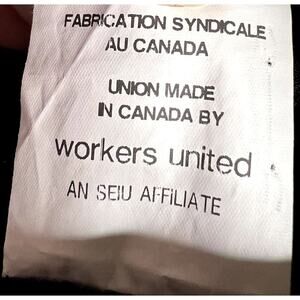 FABRICATION SYNDICALE
AU CANADA
UNION MADE
IN CANADA BY
workers united
AN SEIU AFFILIATE